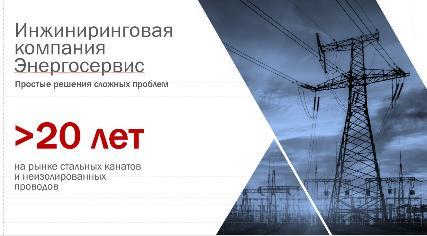 Инжиниринговая
компания
Энергосервис
Простые решения сложных проблем
>20 лет
на рынке стальных канатов
и неизолированных
проводов